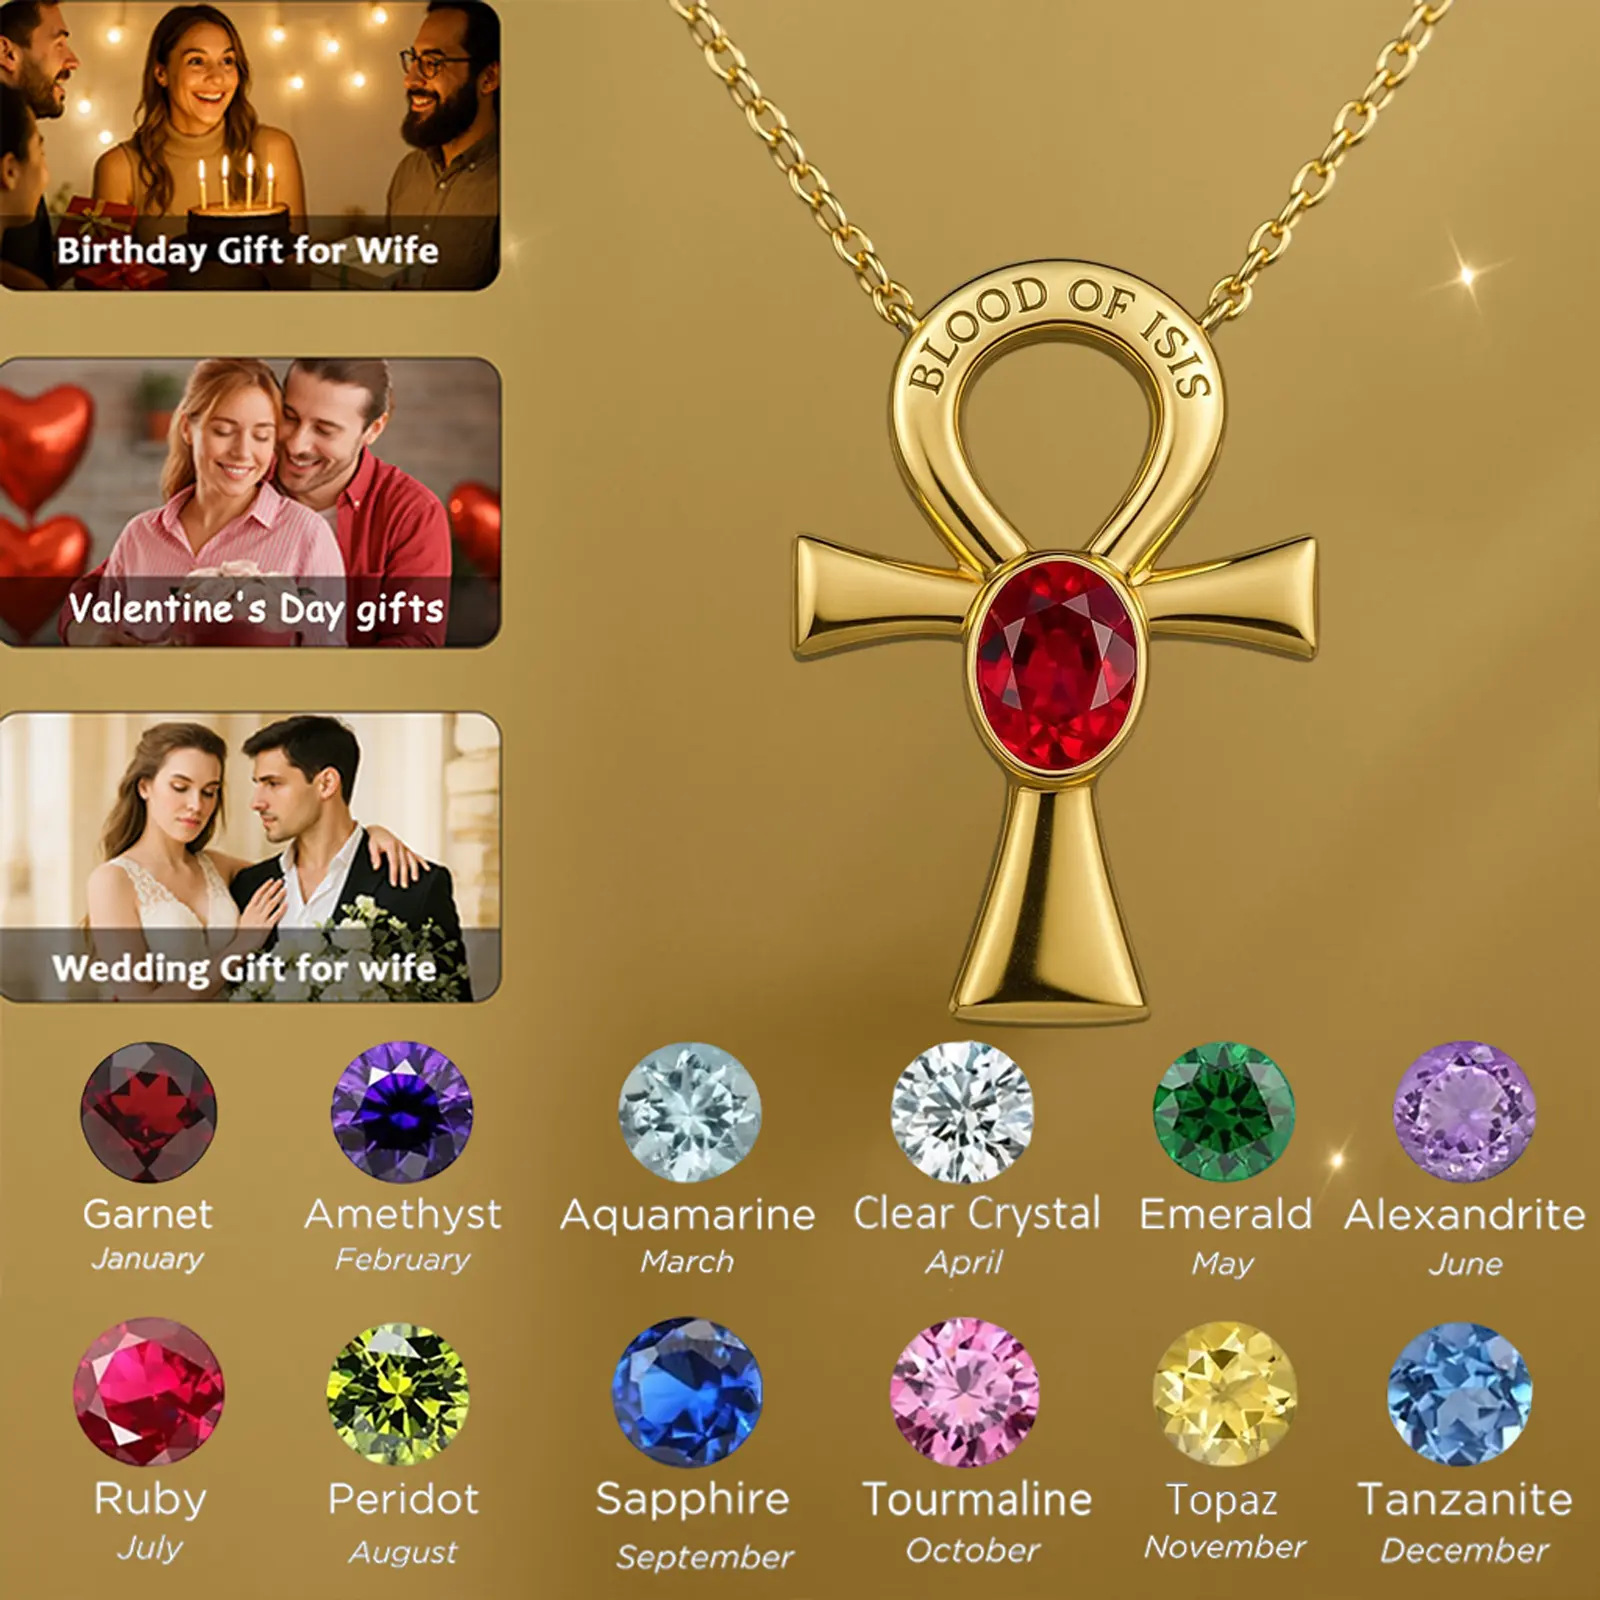 Birthday Gift for Wife
BLOOD OF ISIS
Valentine's Day gifts
Wedding Gift for wife
Garnet
January
Amethyst
February
Aquamarine
March
Clear Crystal
April
Emerald
May
Alexandrite
June
Ruby
July
Peridot
August
Sapphire
September
Tourmaline
October
Topaz
November
Tanzanite
December